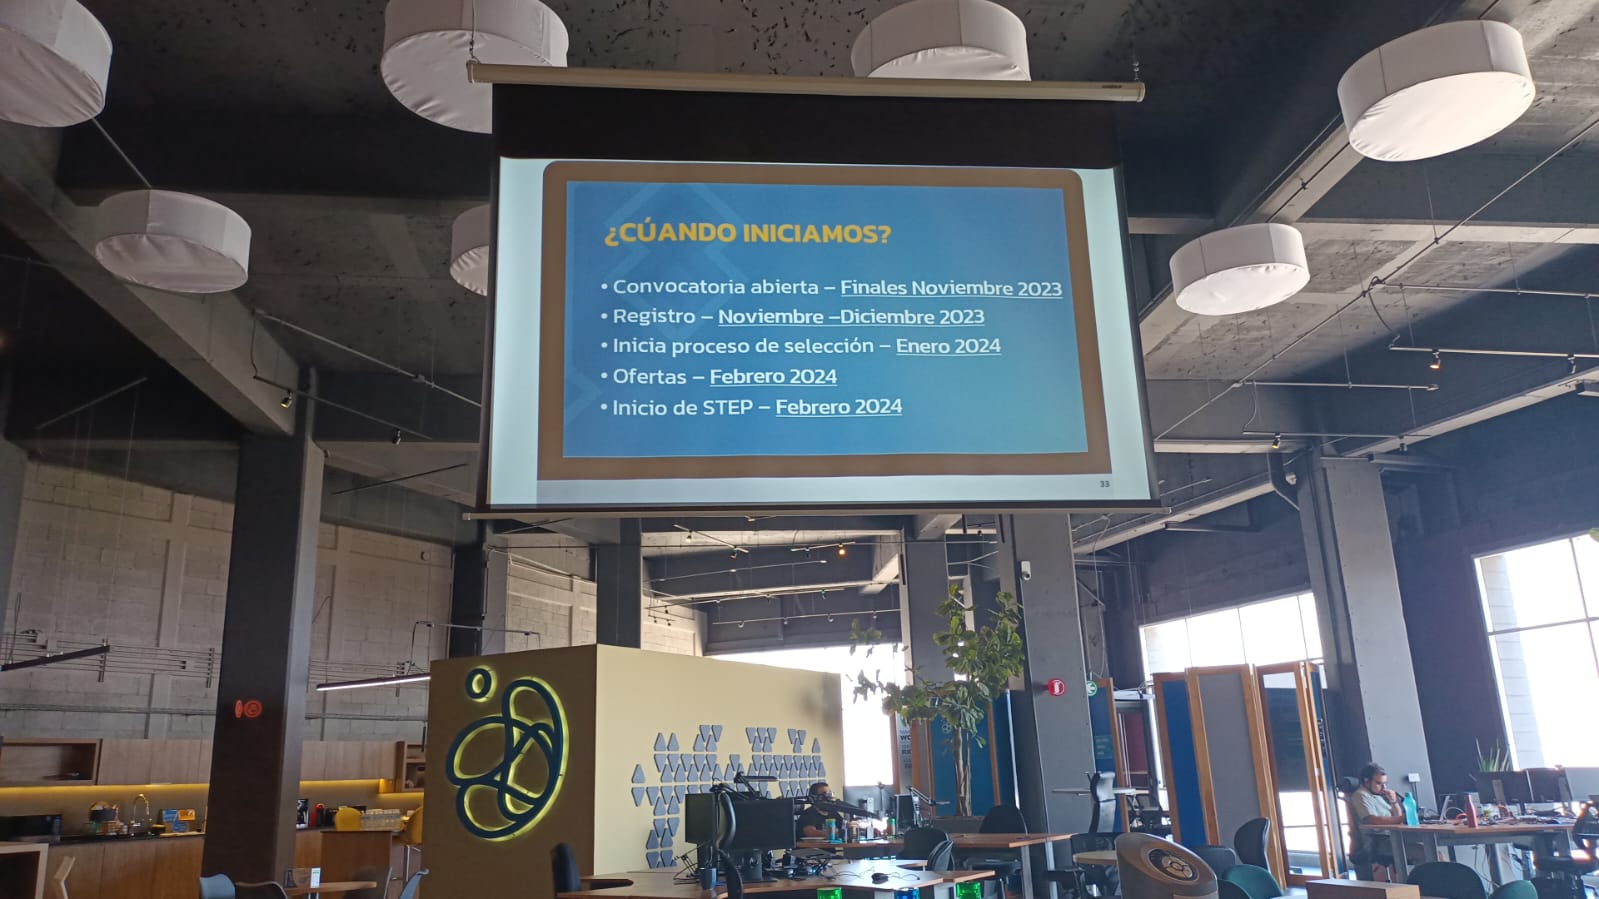 ¿CÚANDO INICIAMOS?
• Convocatoria abierta – Finales Noviembre 2023
• Registro – Noviembre –Diciembre 2023
• Inicia proceso de selección – Enero 2024
• Ofertas – Febrero 2024
• Inicio de STEP – Febrero 2024
33